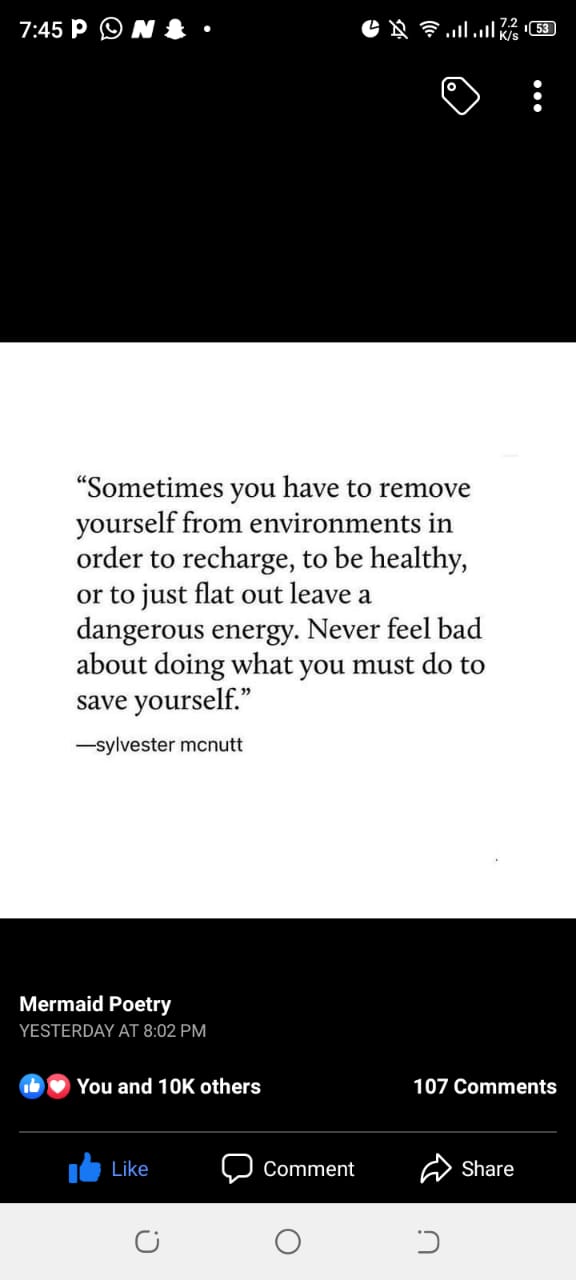 7:45
7.2
K/s
53
“Sometimes you have to remove
yourself from environments in
order to recharge, to be healthy,
or to just flat out leave a
dangerous energy. Never feel bad
about doing what you must do to
save yourself.”
—sylvester mcnutt
Mermaid Poetry
YESTERDAY AT 8:02 PM
You and 10K others
107 Comments
Like
Comment
Share